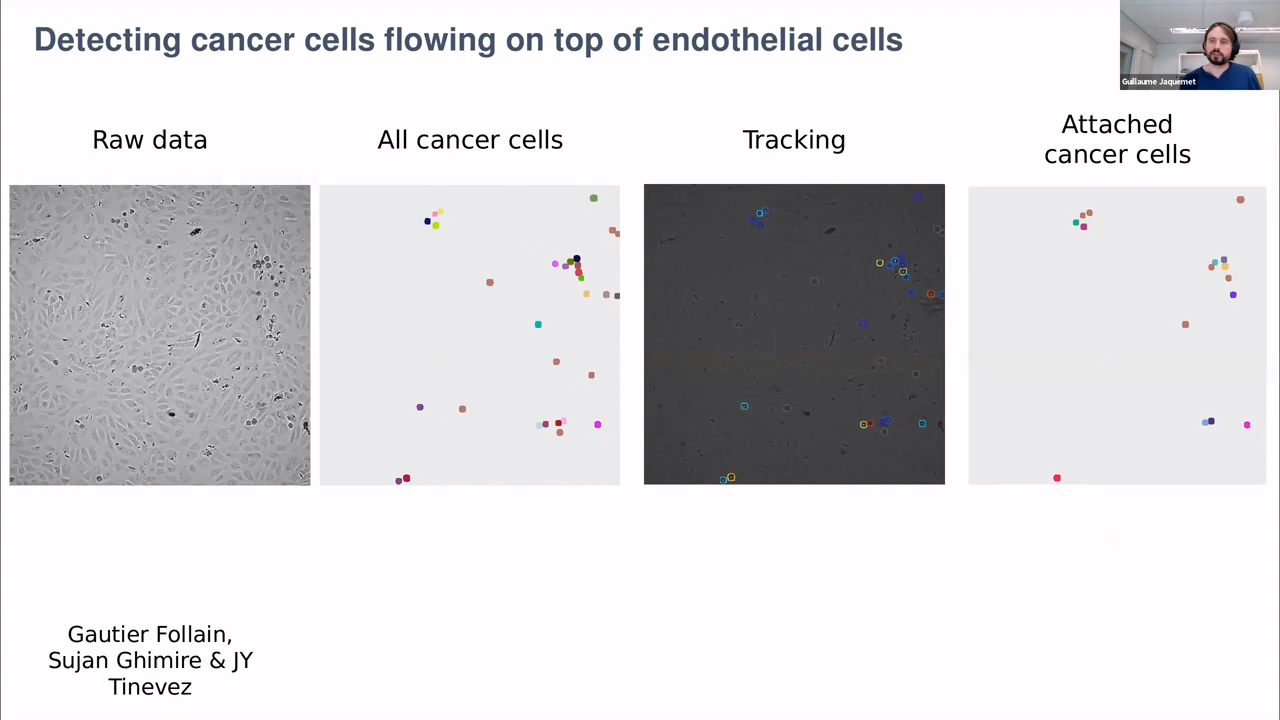 Detecting cancer cells flowing on top of endothelial cells
Guillaume Jaquemet
Raw data
All cancer cells
Tracking
Attached
cancer cells
Gautier Follain,
Sujan Ghimire & JY
Tinevez